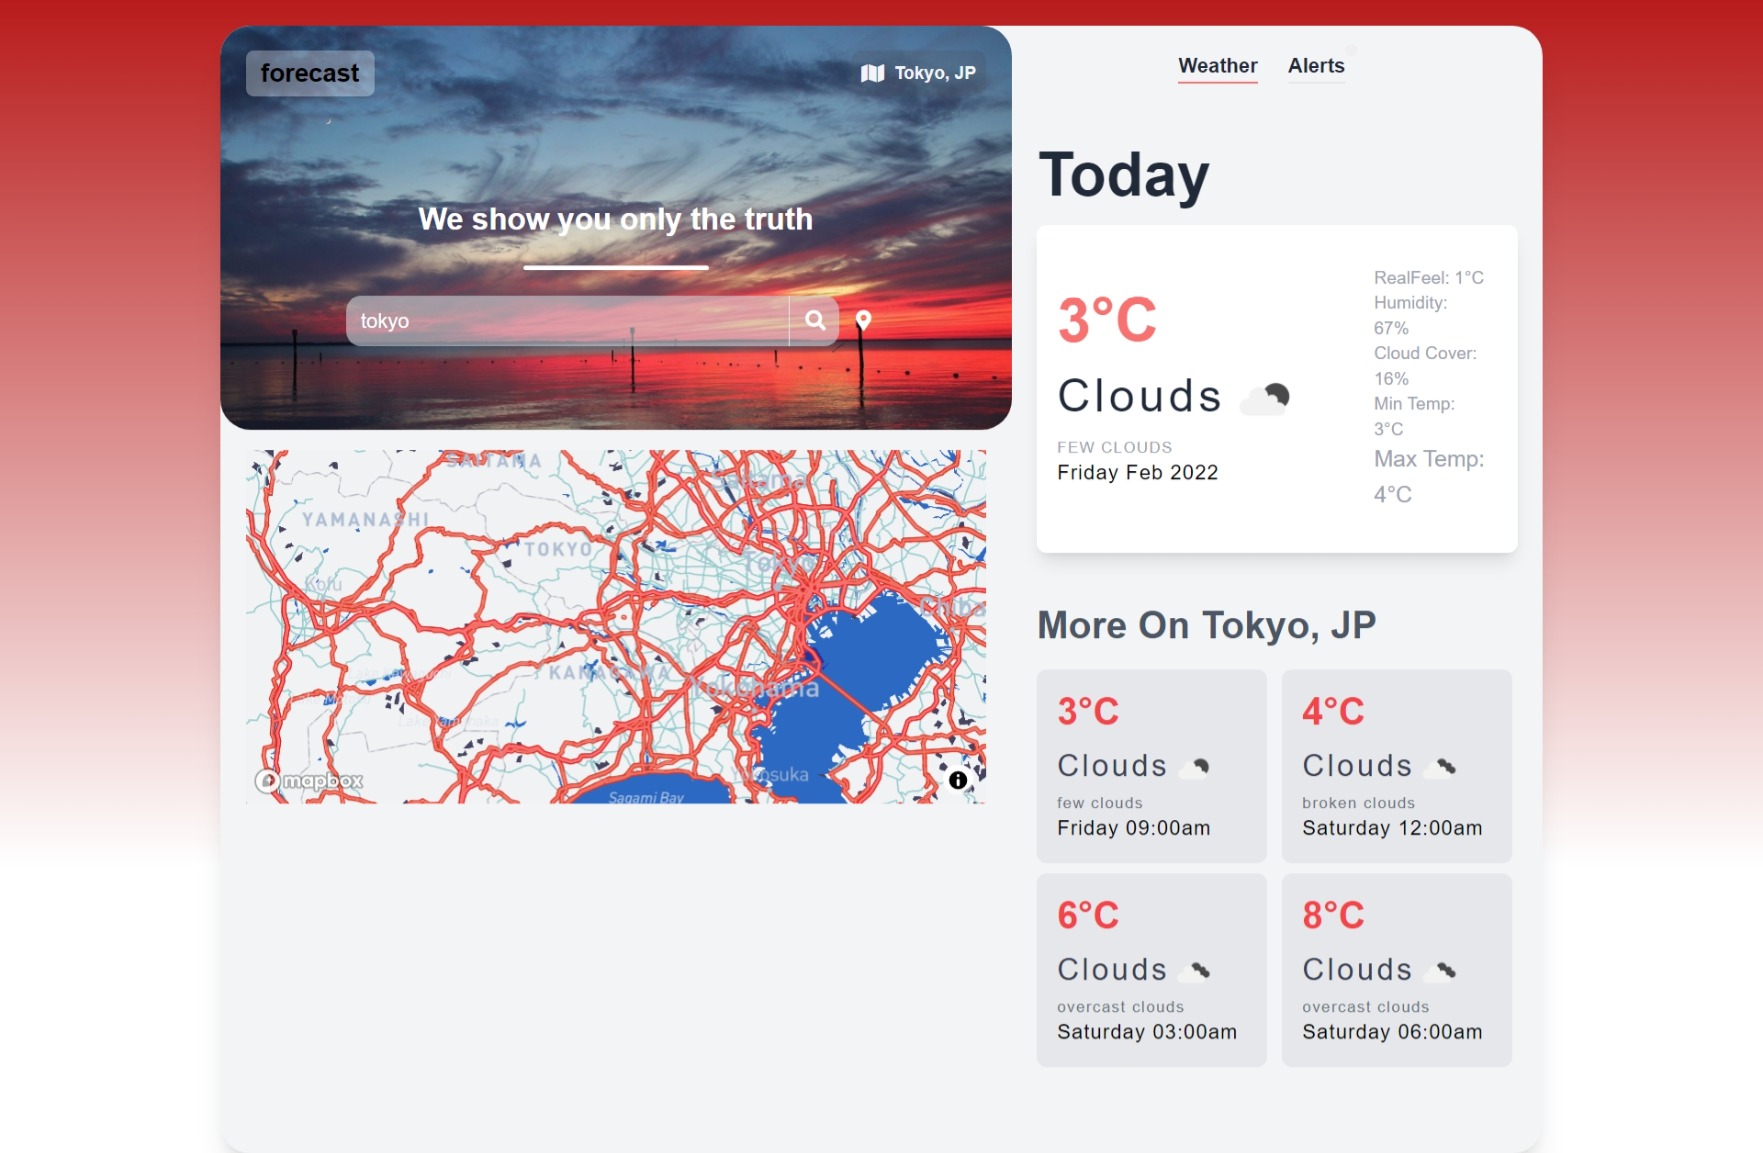 forecast
Tokyo, JP
We show you only the truth
tokyo
SAITAMA
Saitama
YAMANASHI
TOKYO
Tokyo
Kofu
Chiba
KANAGAWA
Yokohama
Yokosuka
Sagami Bay
mapbox
Weather
Alerts
Today
3°C
Clouds
FEW CLOUDS
Friday Feb 2022
RealFeel: 1°C
Humidity:
67%
Cloud Cover:
16%
Min Temp:
3°C
Max Temp:
4°C
More On Tokyo, JP
3°C
Clouds
few clouds
Friday 09:00am
4°C
Clouds
broken clouds
Saturday 12:00am
6°C
Clouds
overcast clouds
Saturday 03:00am
8°C
Clouds
overcast clouds
Saturday 06:00am